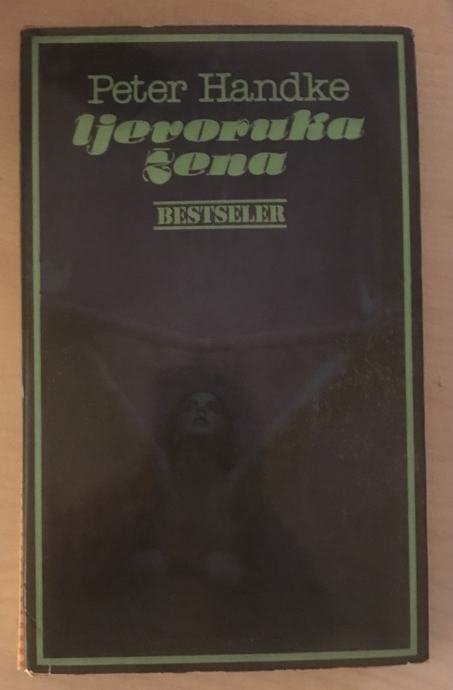 Peter Handke
ljevoruka
žena
BESTSELER